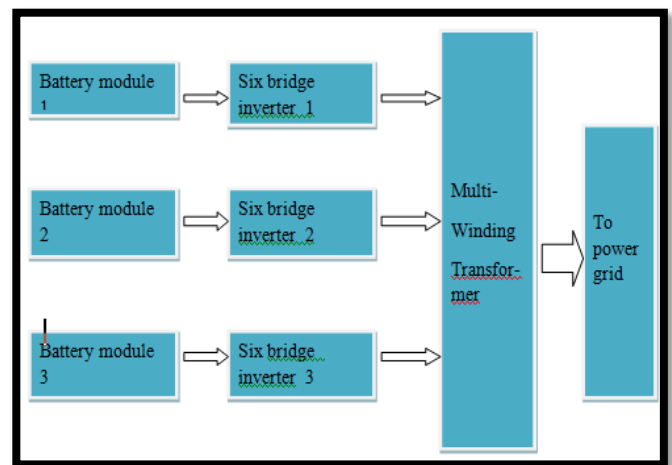 Battery module
1
Six bridge
inverter 1
Battery module
2
Six bridge
inverter 2
Battery module
3
Six bridge
inverter 3
Multi-
Winding
Transfor-
mer
To
power
grid